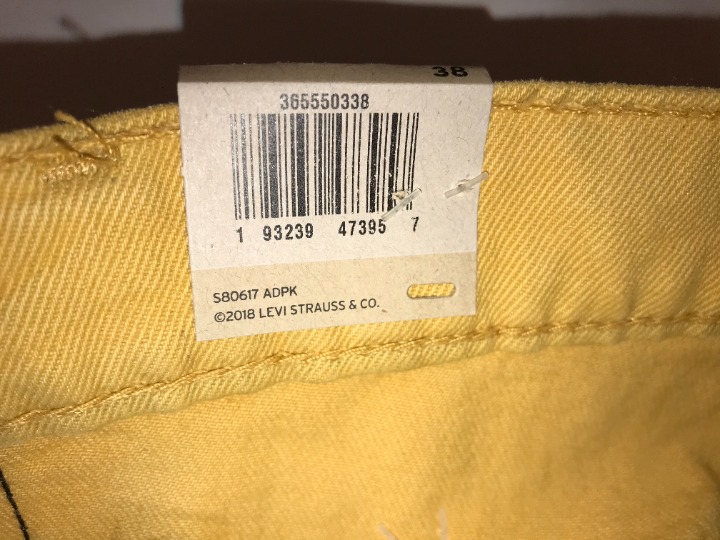 38
365550338
1 93239 47395 7
S80617 ADPK
©2018 LEVI STRAUSS & CO.